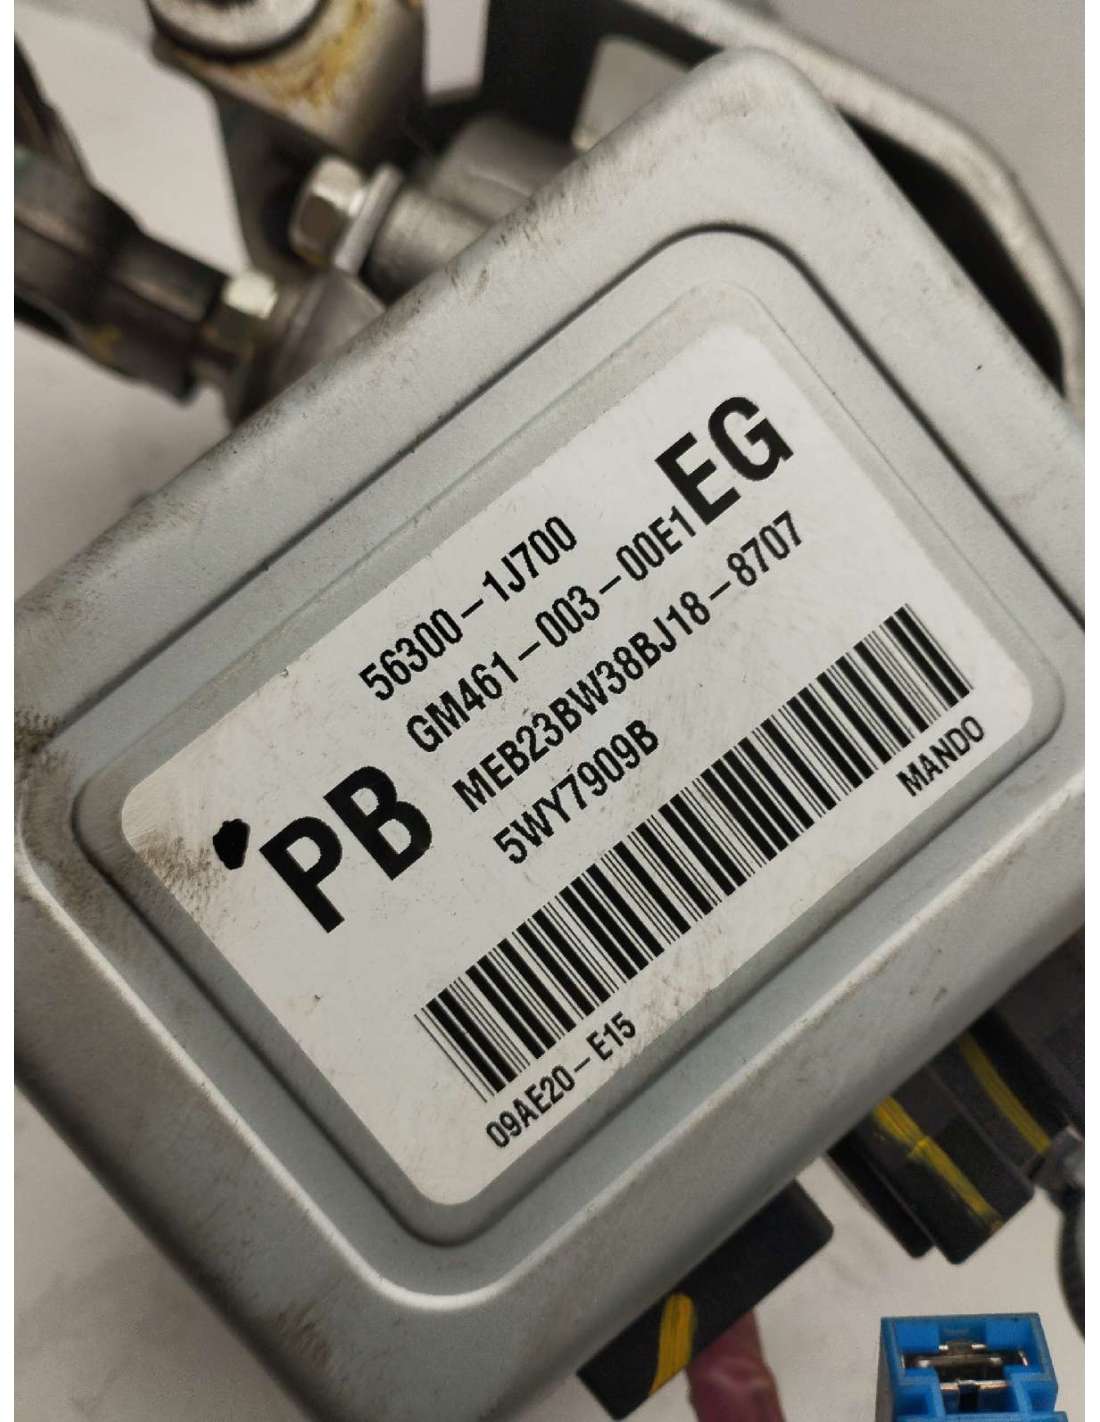 56300-1J700
GM461-003-00E1 EG
PB MEB23BW38BJ18-8707
5WY7909B
MANDO
09AE20-E15